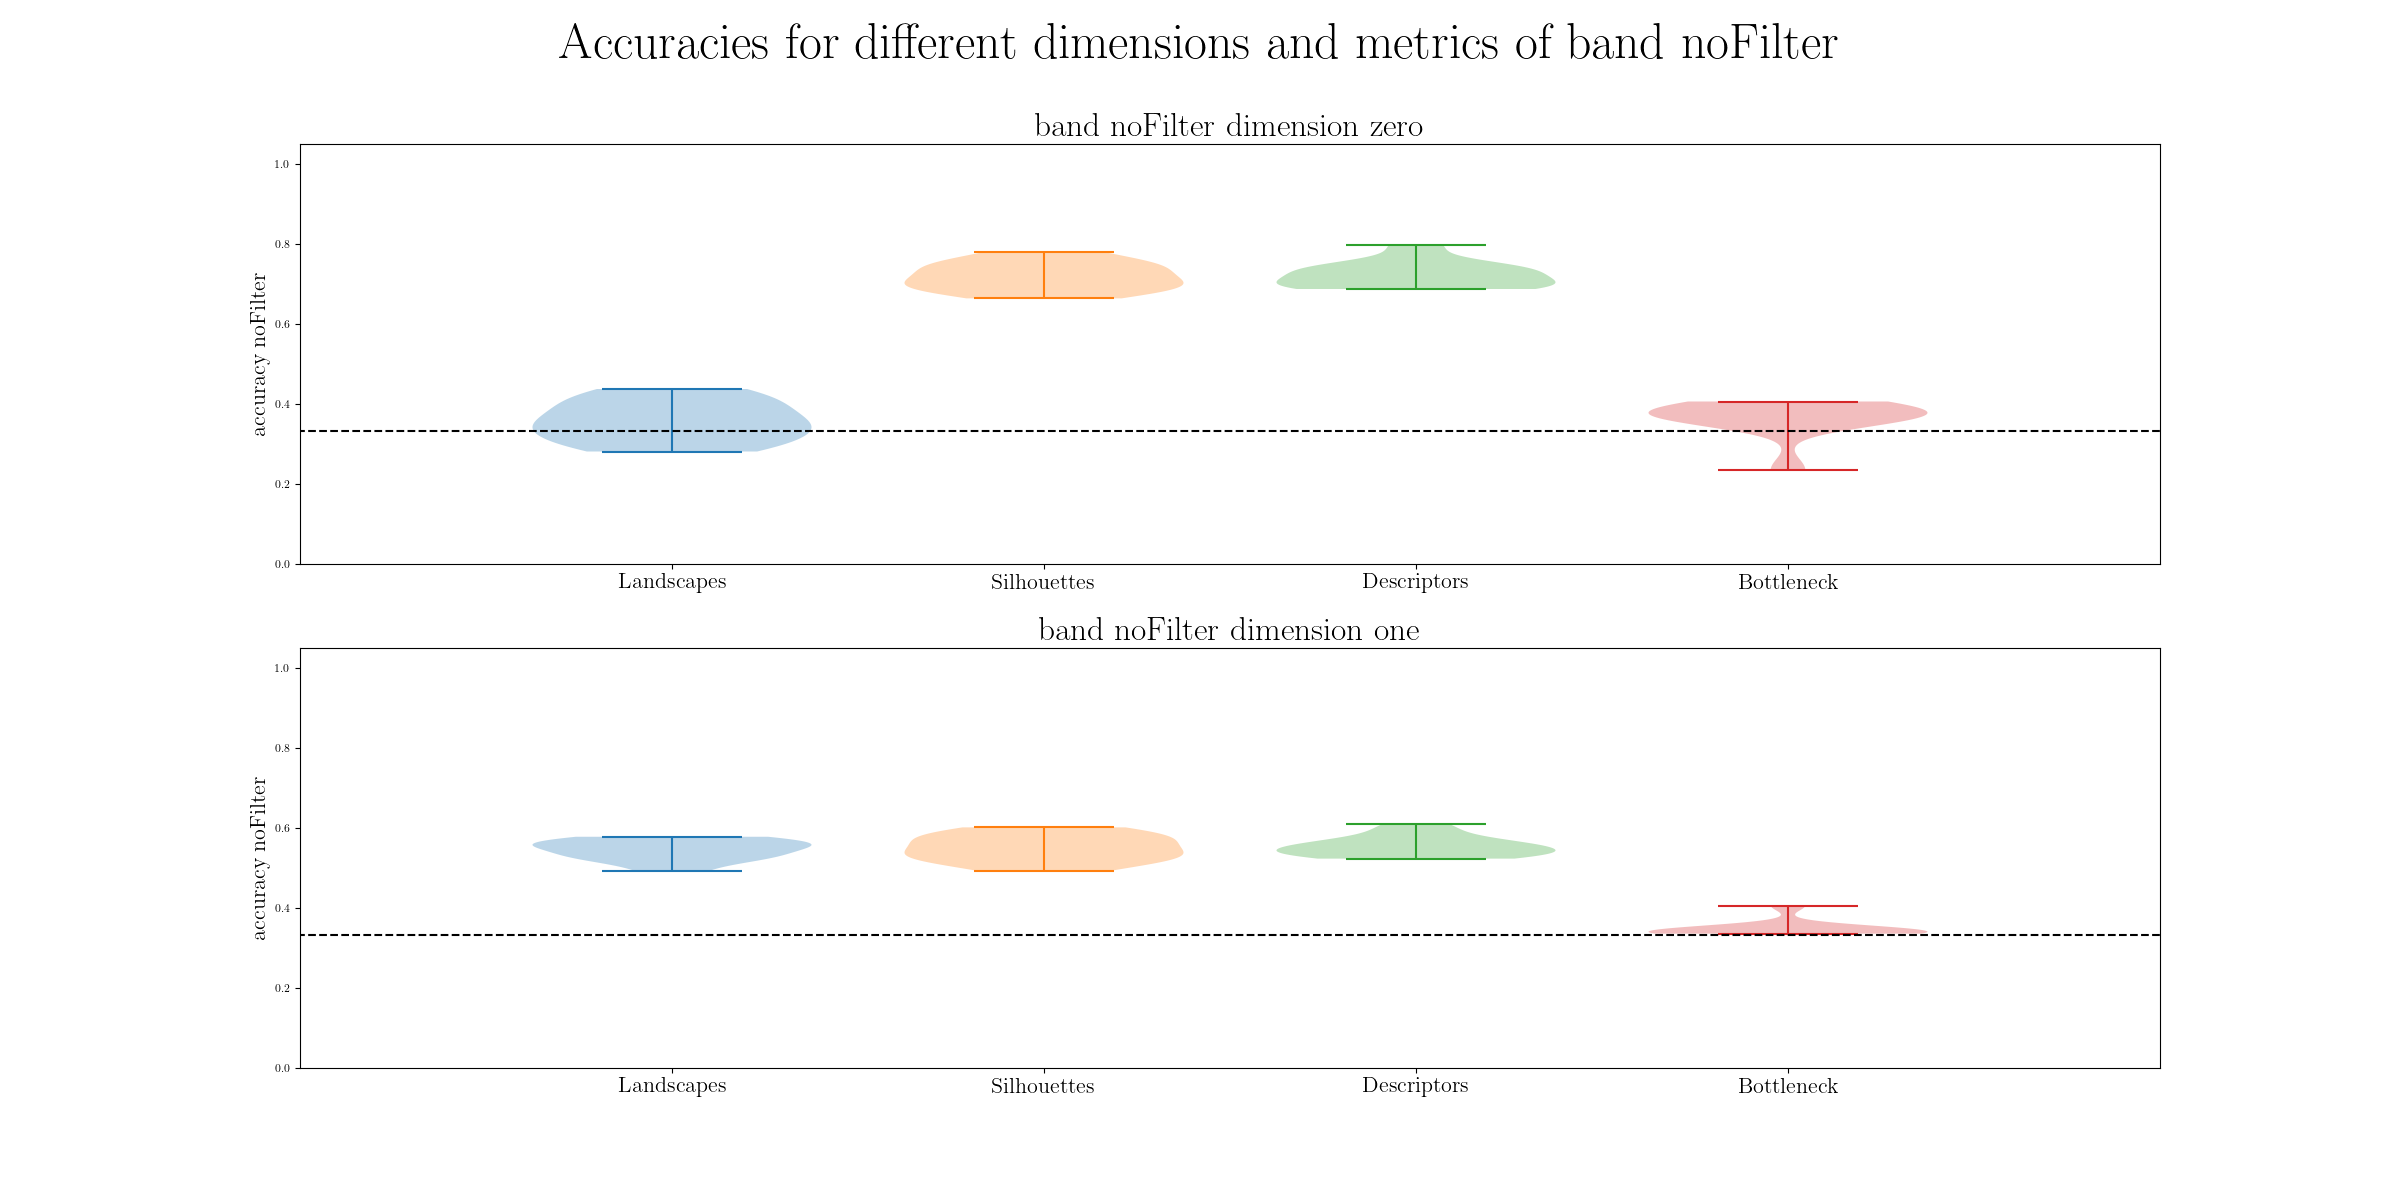 Accuracies for different dimensions and metrics of band noFilter
band noFilter dimension zero
1.0
0.8
0.6
0.4
0.2
0.0
accuracy noFilter
Landscapes Silhouettes Descriptors Bottleneck
band noFilter dimension one
1.0
0.8
0.6
0.4
0.2
0.0
accuracy noFilter
Landscapes Silhouettes Descriptors Bottleneck